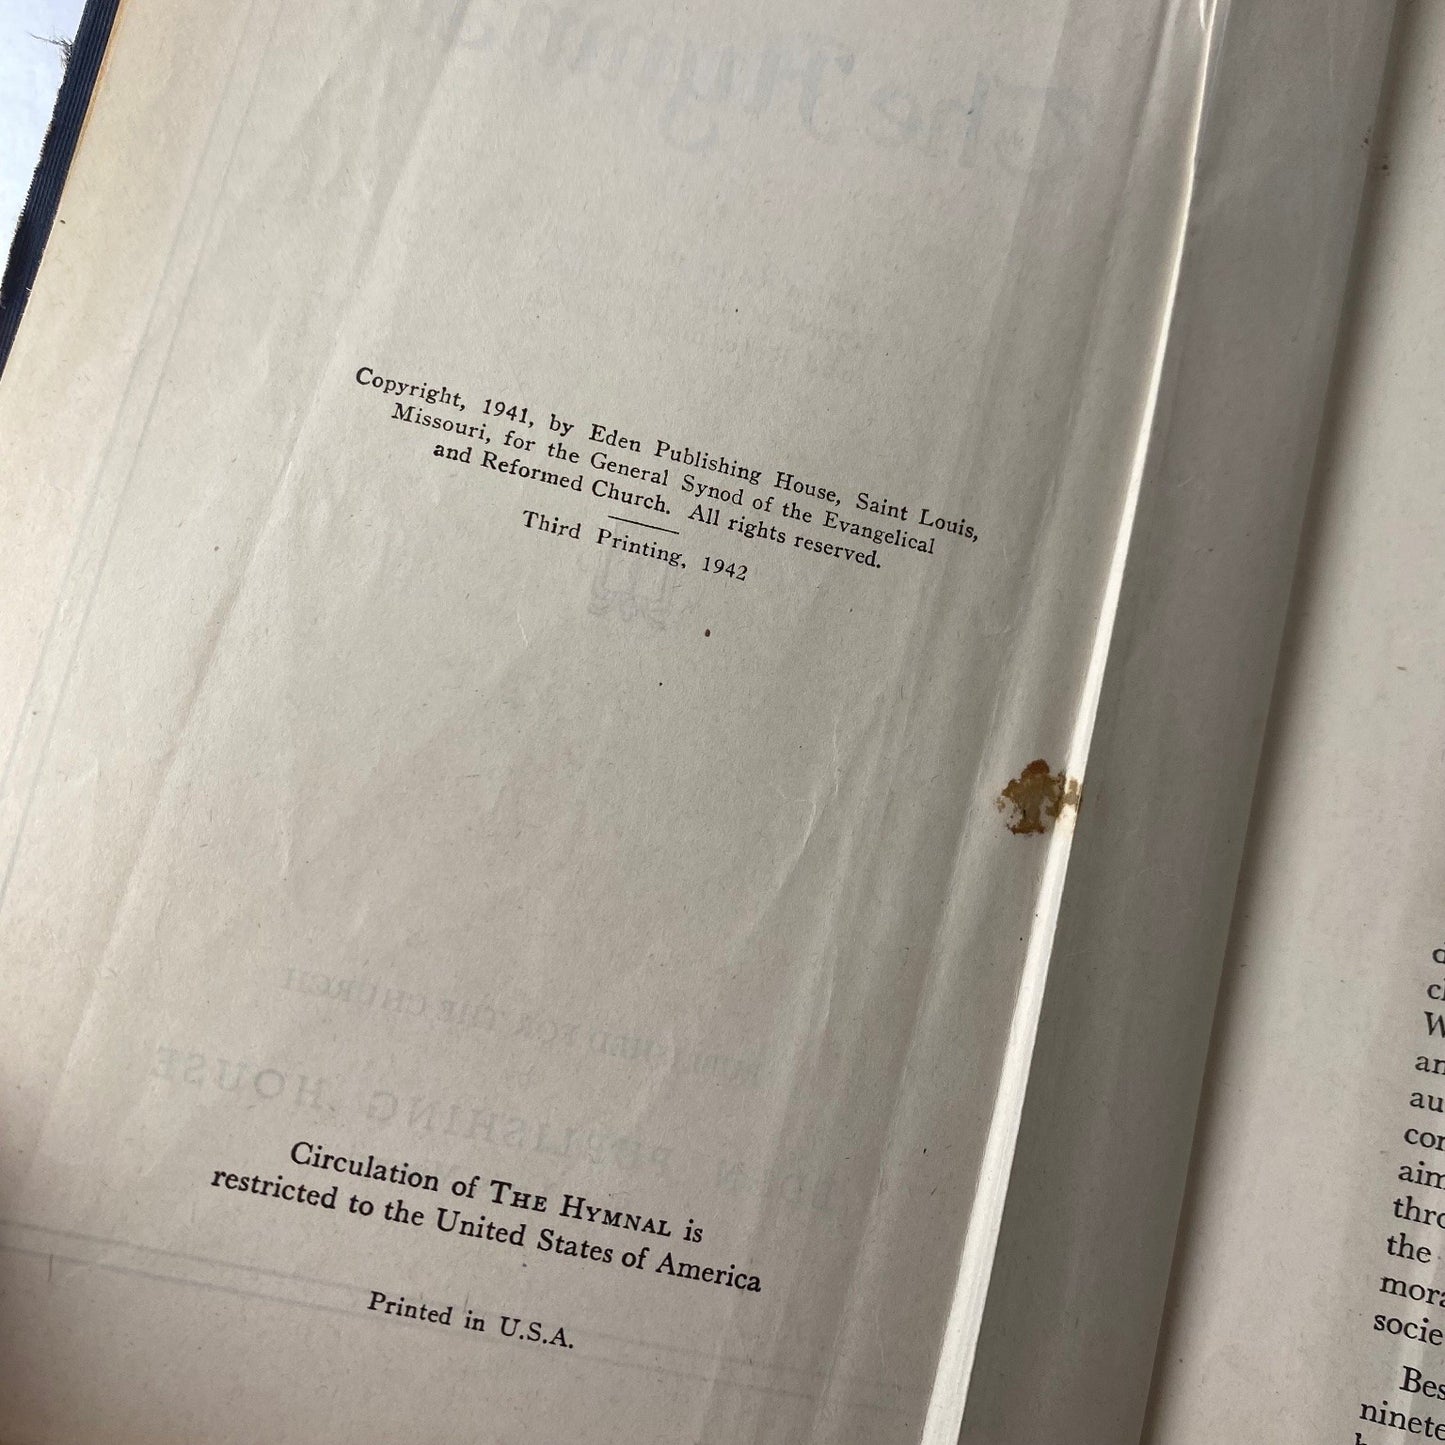 Copyright, 1941, by Eden Publishing House, Saint Louis,
Missouri, for the General Synod of the Evangelical
and Reformed Church. All rights reserved.
Third Printing, 1942
Circulation of THE HYMNAL is
restricted to the United States of America
Printed in U.S.A.
the